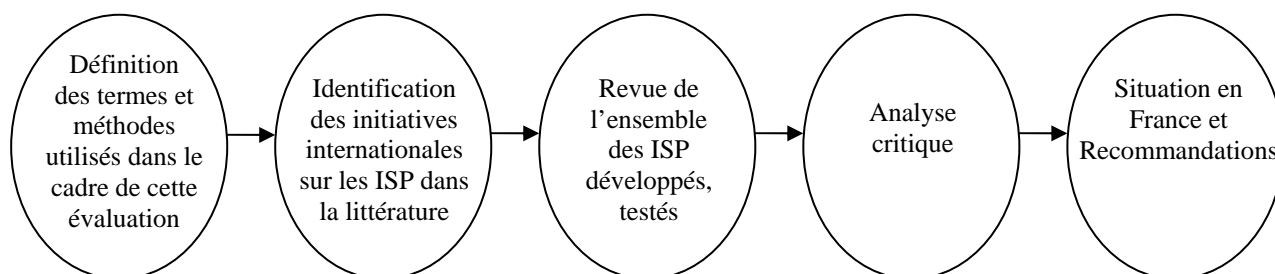 Définition
des termes et
méthodes
utilisés dans le
cadre de cette
évaluation
Identification
des initiatives
internationales
sur les ISP dans
la littérature
Revue de
l’ensemble
des ISP
développés,
testés
Analyse
critique
Situation en
France et
Recommandations